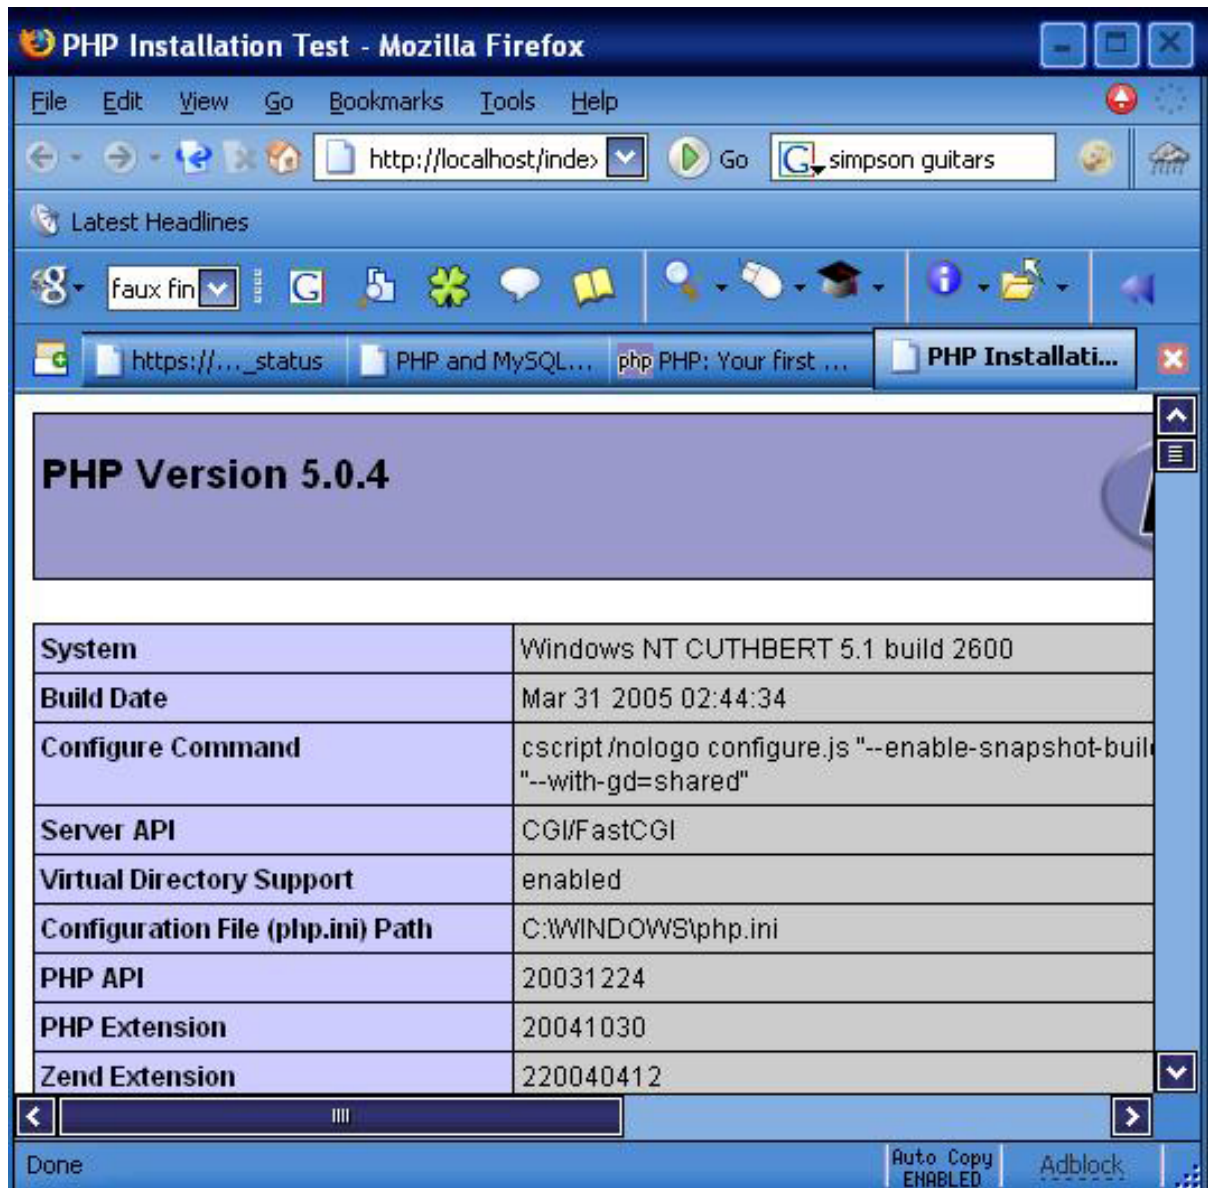 PHP Installation Test - Mozilla Firefox
File Edit View Go Bookmarks Tools Help
http://localhost/index Go G simpson guitars
Latest Headlines
g faux fin G
https://..._status PHP and MySQL... php PHP: Your first ... PHP Installati...
PHP Version 5.0.4
System Windows NT CUTHBERT 5.1 build 2600
Build Date Mar 31 2005 02:44:34
Configure Command cscript /nologo configure.js "--enable-snapshot-build
"--with-gd=shared"
Server API CGI/FastCGI
Virtual Directory Support enabled
Configuration File (php.ini) Path C:\WINDOWS\php.ini
PHP API 20031224
PHP Extension 20041030
Zend Extension 220040412
Done Auto Copy ENABLED Adblock